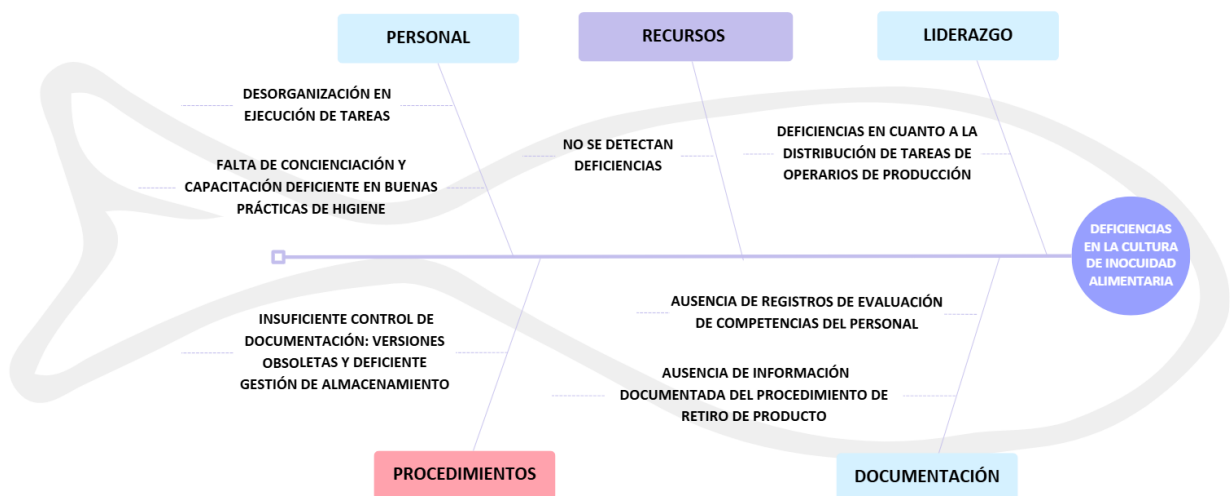 PERSONAL
RECURSOS
LIDERAZGO
DESORGANIZACIÓN EN
EJECUCIÓN DE TAREAS
FALTA DE CONCIENCIACIÓN Y
CAPACITACIÓN DEFICIENTE EN BUENAS
PRÁCTICAS DE HIGIENE
NO SE DETECTAN
DEFICIENCIAS
DEFICIENCIAS EN CUANTO A LA
DISTRIBUCIÓN DE TAREAS DE
OPERARIOS DE PRODUCCIÓN
DEFICIENCIAS
EN LA CULTURA
DE INOCUIDAD
ALIMENTARIA
INSUFICIENTE CONTROL DE
DOCUMENTACIÓN: VERSIONES
OBSOLETAS Y DEFICIENTE
GESTIÓN DE ALMACENAMIENTO
AUSENCIA DE REGISTROS DE EVALUACIÓN
DE COMPETENCIAS DEL PERSONAL
AUSENCIA DE INFORMACIÓN
DOCUMENTADA DEL PROCEDIMIENTO DE
RETIRO DE PRODUCTO
PROCEDIMIENTOS
DOCUMENTACIÓN